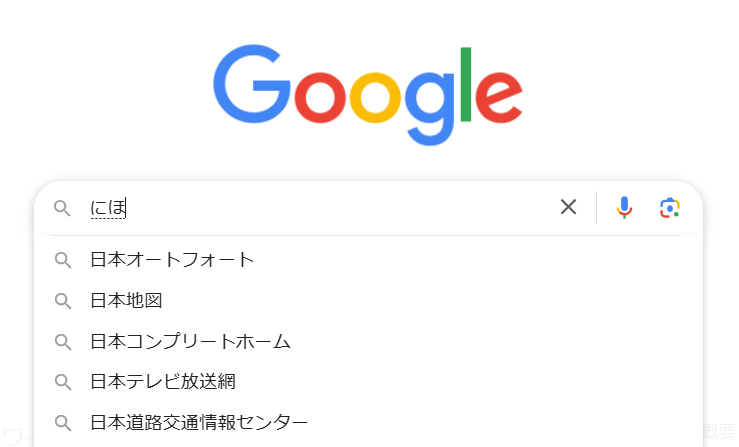 Google
にほ
日本オートフォート
日本地図
日本コンプリートホーム
日本テレビ放送網
日本道路交通情報センター
概要